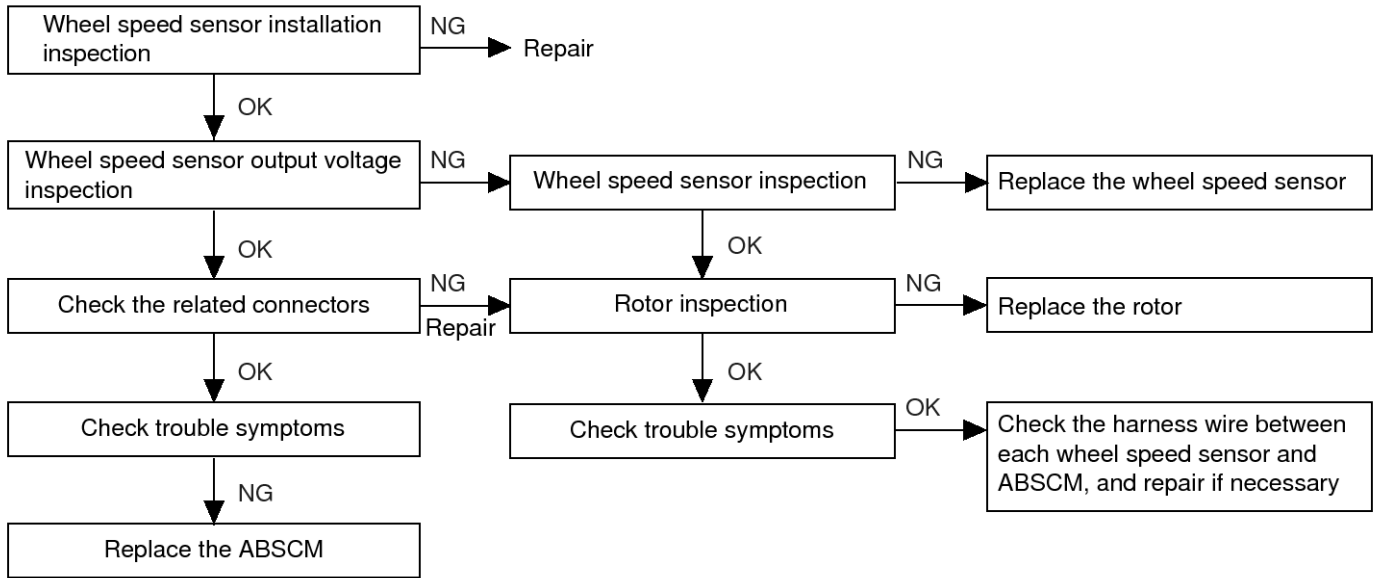 Wheel speed sensor installation
inspection
NG
Repair
OK
Wheel speed sensor output voltage
inspection
NG
Wheel speed sensor inspection
NG
Replace the wheel speed sensor
OK
OK
Check the related connectors
NG
Repair
Rotor inspection
NG
Replace the rotor
OK
OK
Check trouble symptoms
Check trouble symptoms
OK
Check the harness wire between
each wheel speed sensor and
ABSCM, and repair if necessary
NG
Replace the ABSCM